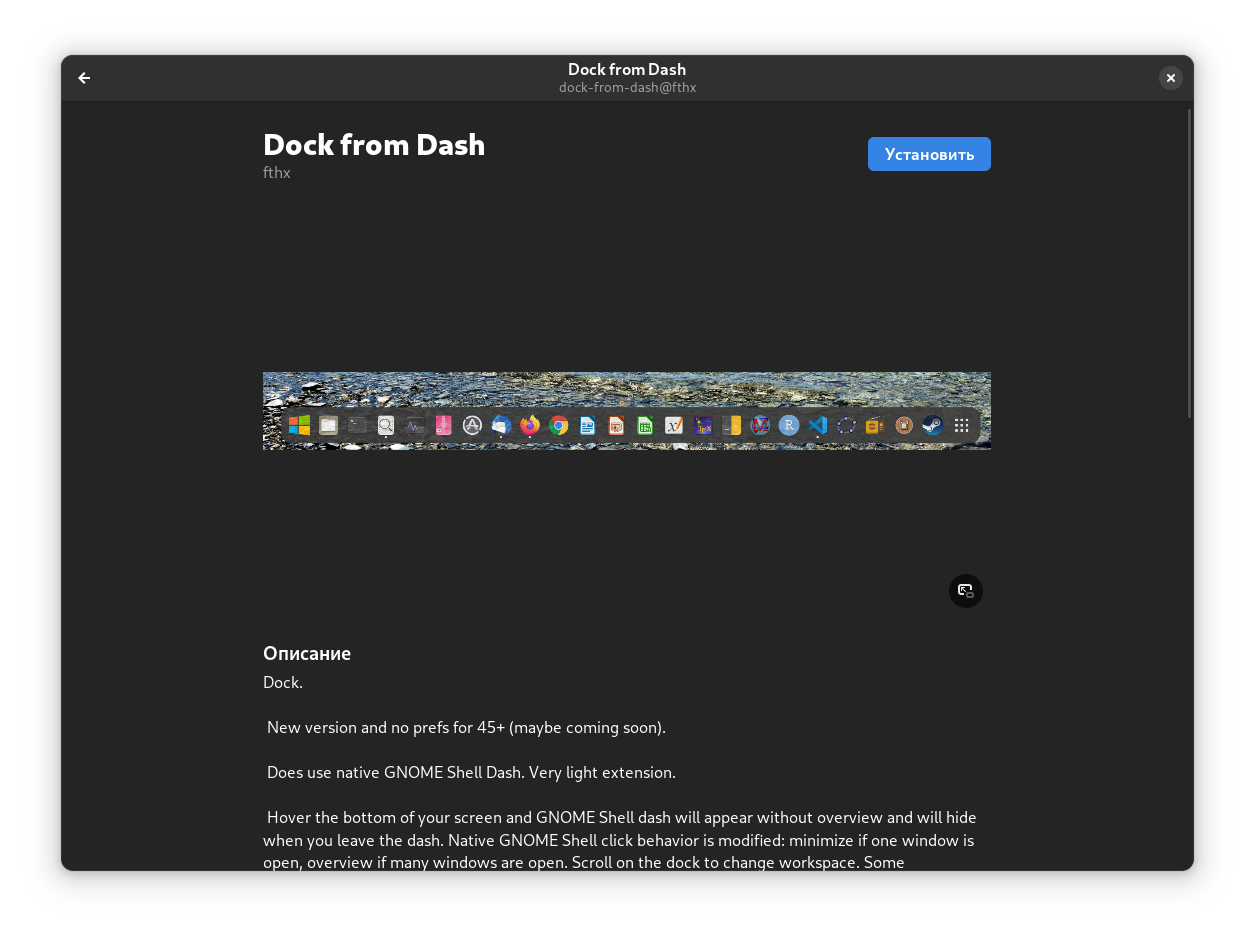 Dock from Dash
dock-from-dash@fthx
Dock from Dash
fthx
Установить
Описание
Dock.
New version and no prefs for 45+ (maybe coming soon).
Does use native GNOME Shell Dash. Very light extension.
Hover the bottom of your screen and GNOME Shell dash will appear without overview and will hide
when you leave the dash. Native GNOME Shell click behavior is modified: minimize if one window is
open, overview if many windows are open. Scroll on the dock to change workspace. Some